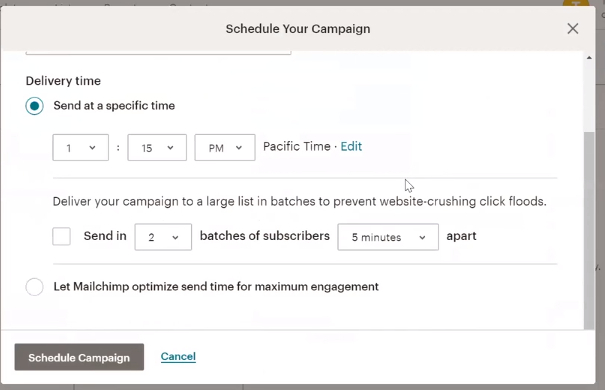 Schedule Your Campaign
Delivery time
Send at a specific time
1 : 15 PM Pacific Time · Edit
Deliver your campaign to a large list in batches to prevent website-crushing click floods.
Send in 2 batches of subscribers 5 minutes apart
Let Mailchimp optimize send time for maximum engagement
Schedule Campaign Cancel